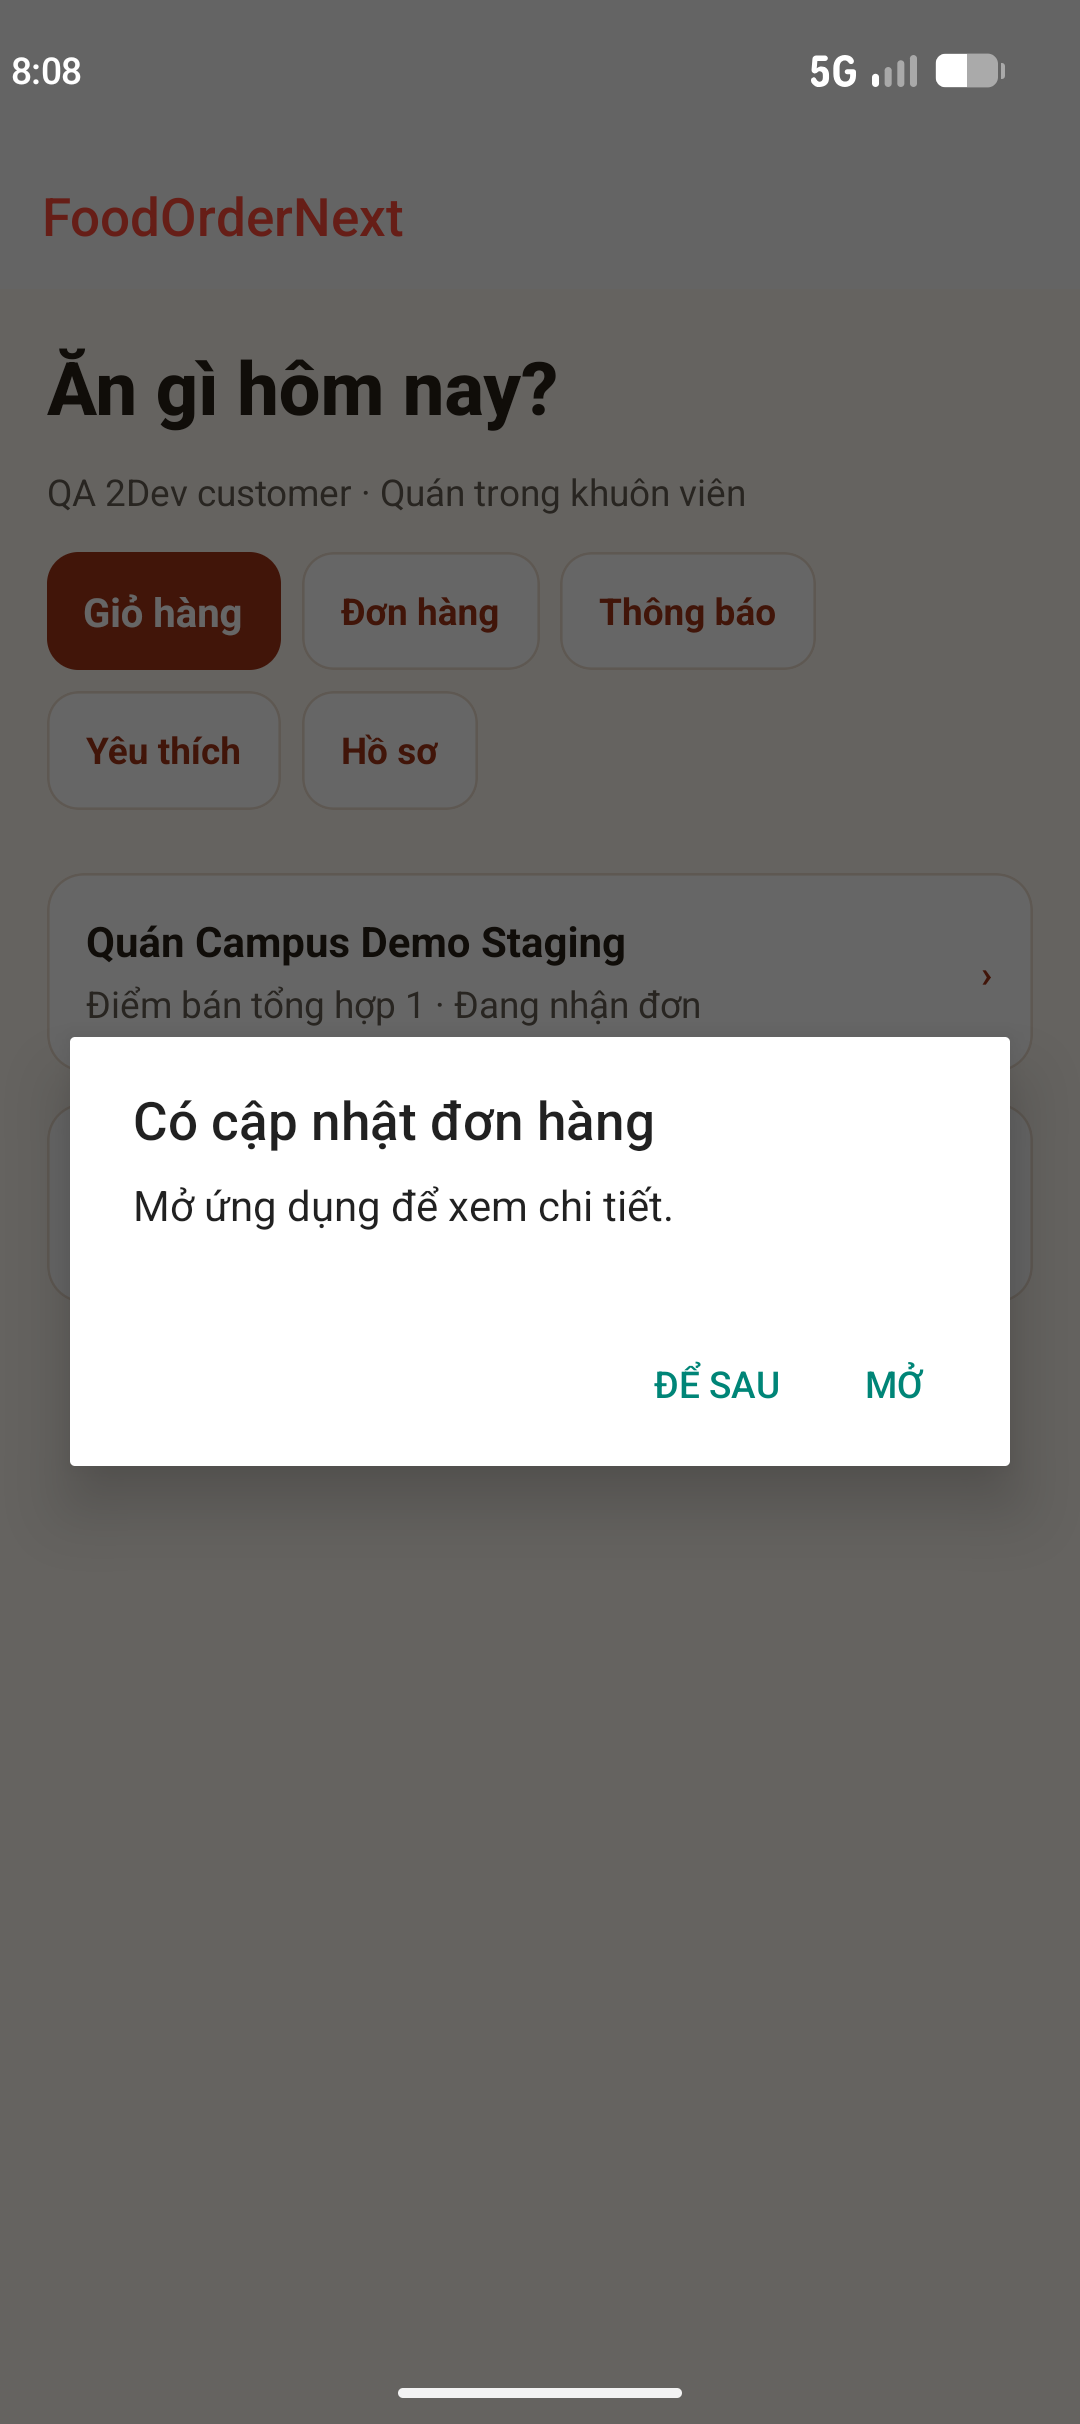 8:08
5G
FoodOrderNext
Ăn gì hôm nay?
QA 2Dev customer · Quán trong khuôn viên
Giỏ hàng
Đơn hàng
Thông báo
Yêu thích
Hồ sơ
Quán Campus Demo Staging
Điểm bán tổng hợp 1 · Đang nhận đơn
›
Có cập nhật đơn hàng
Mở ứng dụng để xem chi tiết.
ĐỂ SAU
MỞ